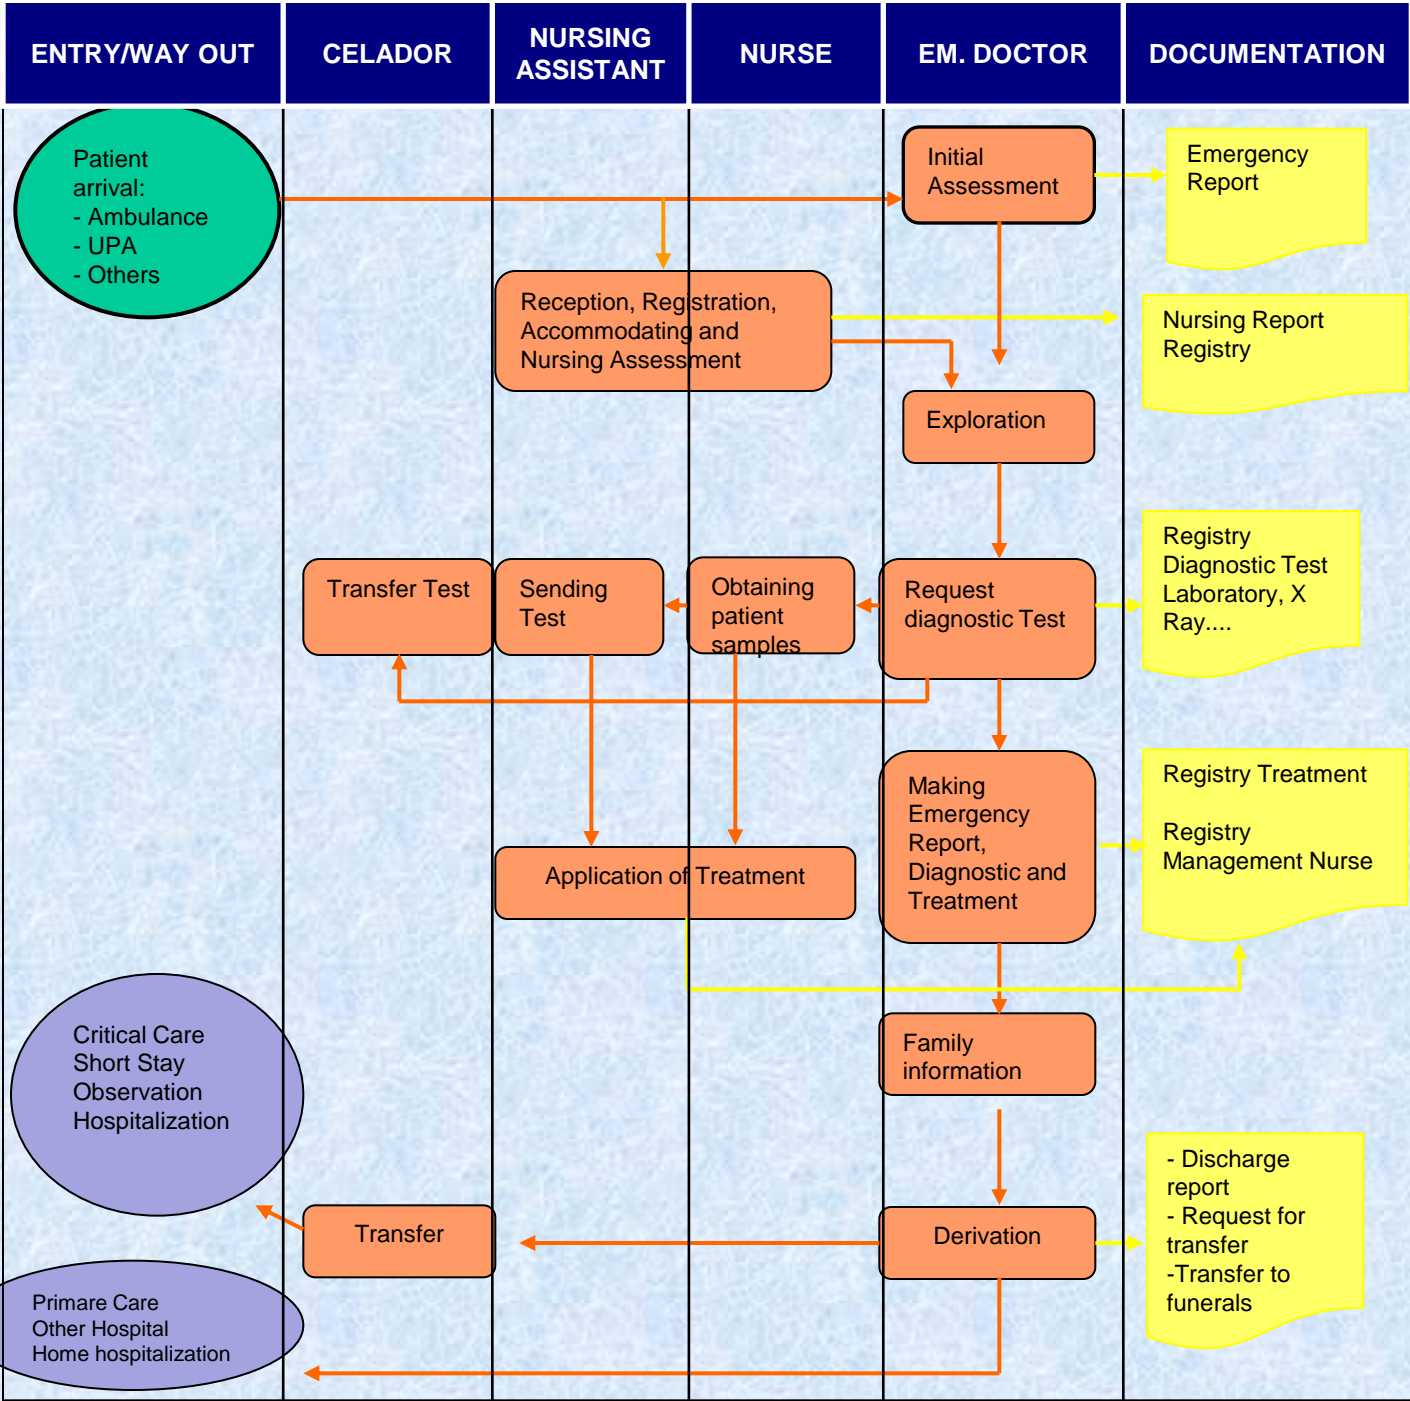 ENTRY/WAY OUT
CELADOR
NURSING
ASSISTANT
NURSE
EM. DOCTOR
DOCUMENTATION
Patient
arrival:
- Ambulance
- UPA
- Others
Initial
Assessment
Emergency
Report
Reception, Registration,
Accommodating and
Nursing Assessment
Nursing Report
Registry
Exploration
Transfer Test
Sending
Test
Obtaining
patient
samples
Request
diagnostic Test
Registry
Diagnostic Test
Laboratory, X
Ray....
Making
Emergency
Report,
Diagnostic and
Treatment
Registry Treatment
Registry
Management Nurse
Application of Treatment
Critical Care
Short Stay
Observation
Hospitalization
Family
information
Transfer
Derivation
- Discharge
report
- Request for
transfer
-Transfer to
funerals
Primare Care
Other Hospital
Home hospitalization